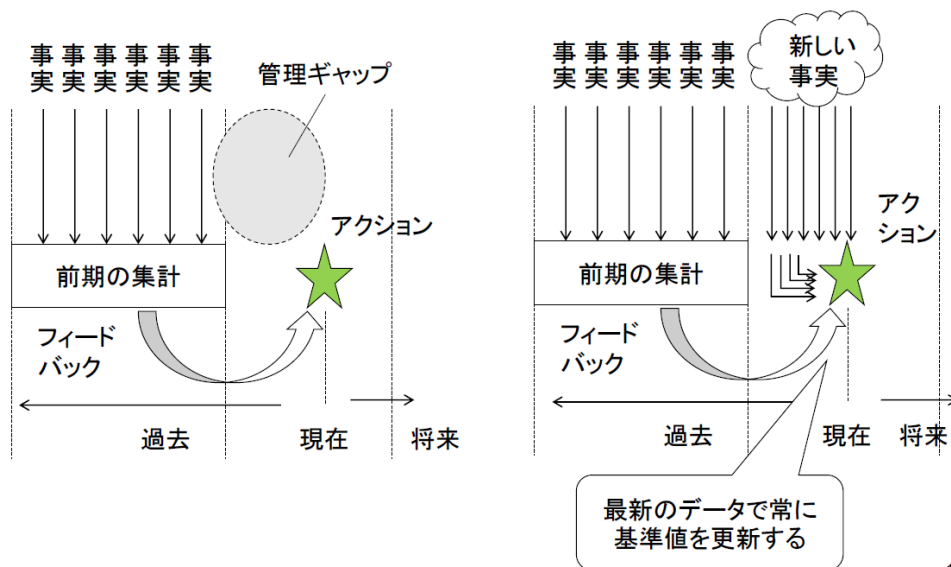 事実 事実 事実 事実 事実 事実
管理ギャップ
アクション
前期の集計
フィード
バック
過去
現在
将来
事実 事実 事実 事実 事実 事実
新しい
事実
アク
ション
前期の集計
フィード
バック
過去
現在
将来
最新のデータで常に
基準値を更新する